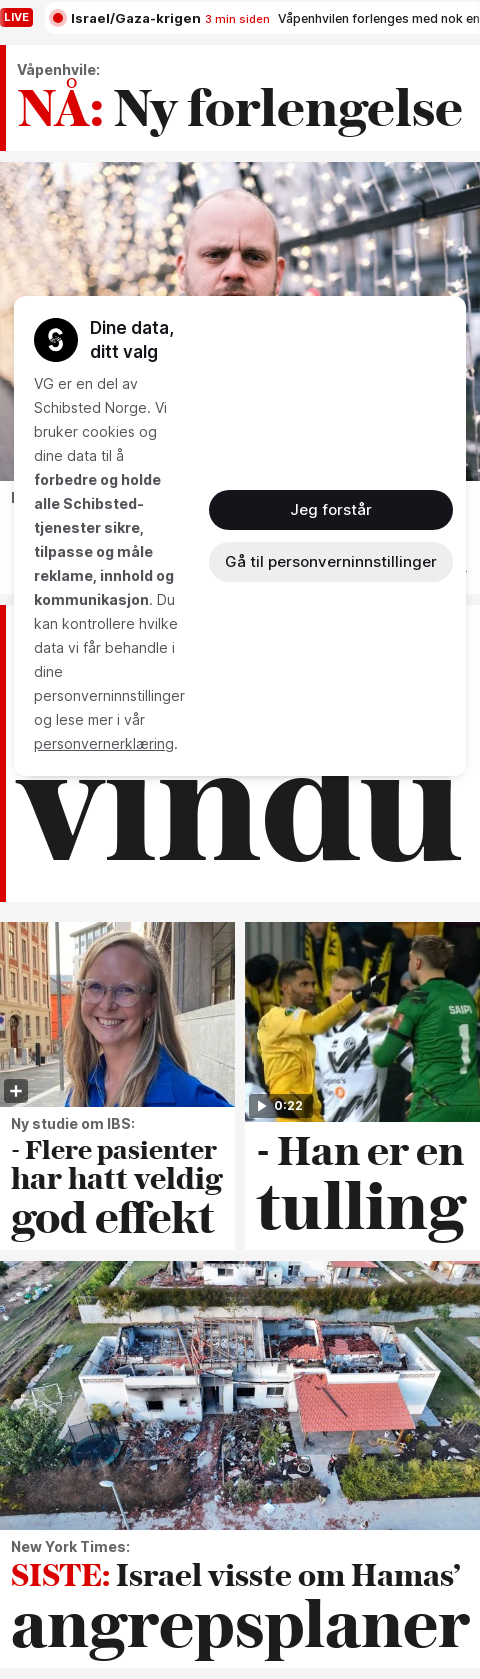 LIVE
Israel/Gaza-krigen 3 min siden Våpenhvilen forlenges med nok en
Våpenhvile:
NÅ: Ny forlengelse
Dine data,
ditt valg
VG er en del av
Schibsted Norge. Vi
bruker cookies og
dine data til å
forbedre og holde
alle Schibsted-
tjenester sikre,
tilpasse og måle
reklame, innhold og
kommunikasjon. Du
kan kontrollere hvilke
data vi får behandle i
dine
personverninnstillinger
og lese mer i vår
personvernerklæring.
Jeg forstår
Gå til personverninnstillinger
vindu
0:22
SAIPI
1
Ny studie om IBS:
- Flere pasienter
har hatt veldig
god effekt
- Han er en
tulling
New York Times:
SISTE: Israel visste om Hamas’
angrepsplaner